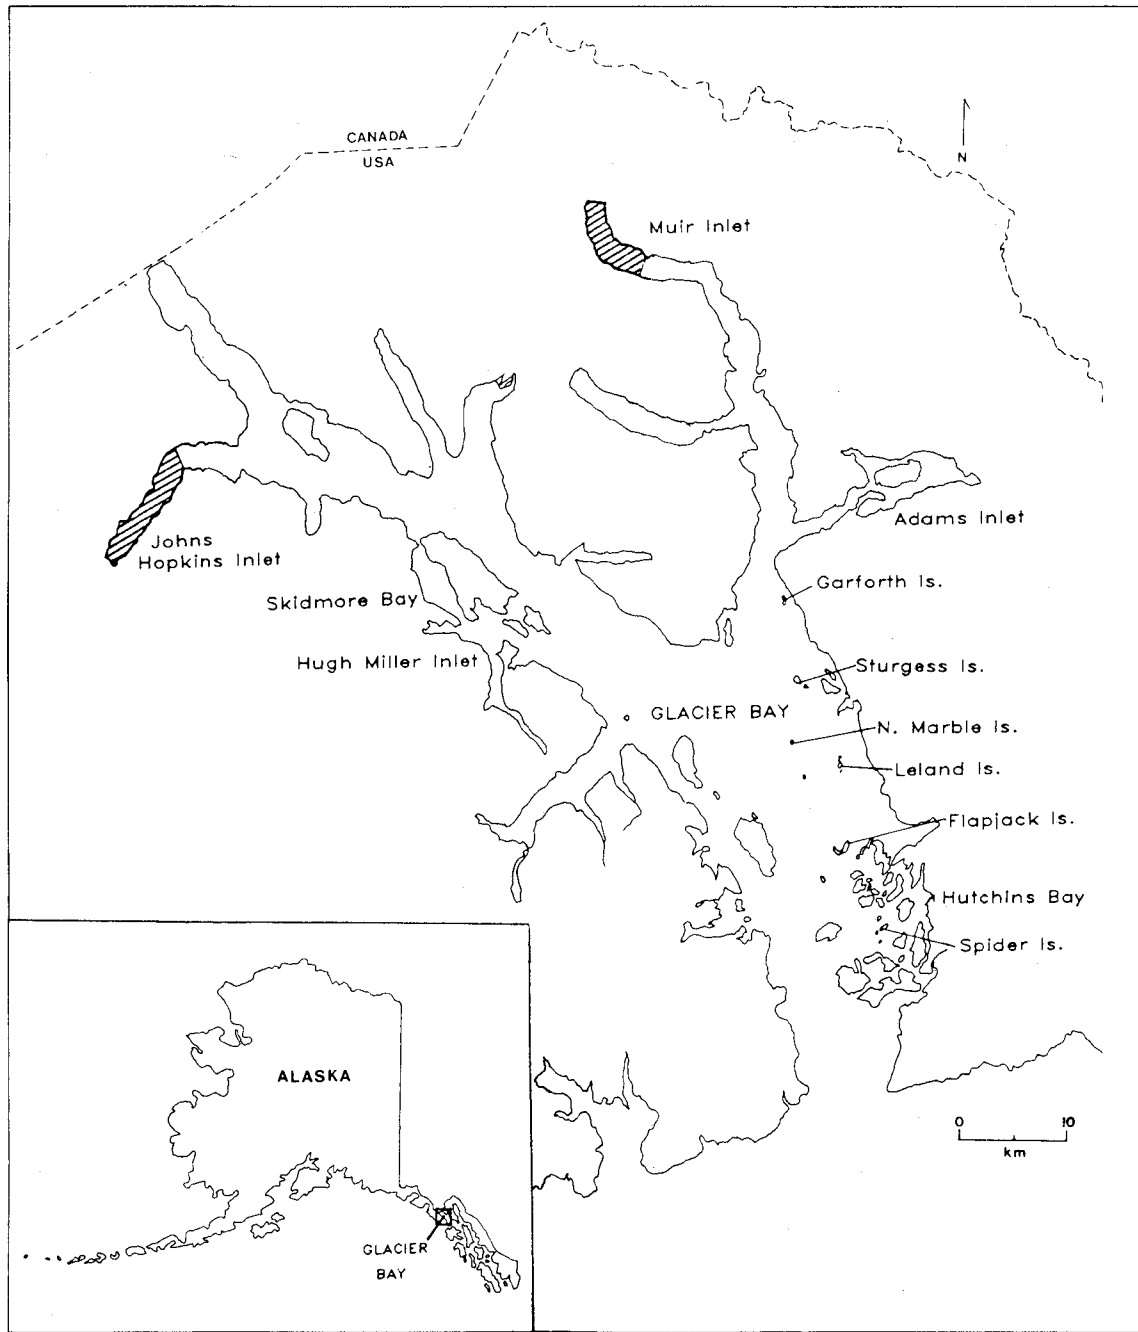 CANADA
USA
N
Muir Inlet
Adams Inlet
Johns
Hopkins Inlet
Garforth Is.
Skidmore Bay
Hugh Miller Inlet
Sturgess Is.
GLACIER BAY
N. Marble Is.
Leland Is.
Flapjack Is.
Hutchins Bay
Spider Is.
ALASKA
0 10
km
GLACIER
BAY